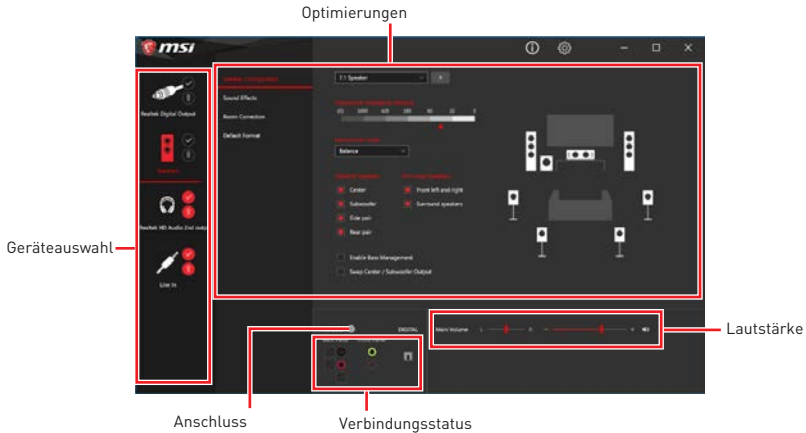 Optimierungen
msi
7.1 Speaker
Speaker Configuration
Sound Effects
Room Correction
Default Format
Realtek Digital Output
Balance
Center
Subwoofer
Side pair
Rear pair
Front left and right
Surround speakers
Enable Bass Management
Swap Center / Subwoofer Output
Speakers
Realtek HD Audio 2nd output
Line In
Geräteauswahl
DIGITAL
Main Volume
L
R
-
+
Lautstärke
Anschluss
Verbindungsstatus